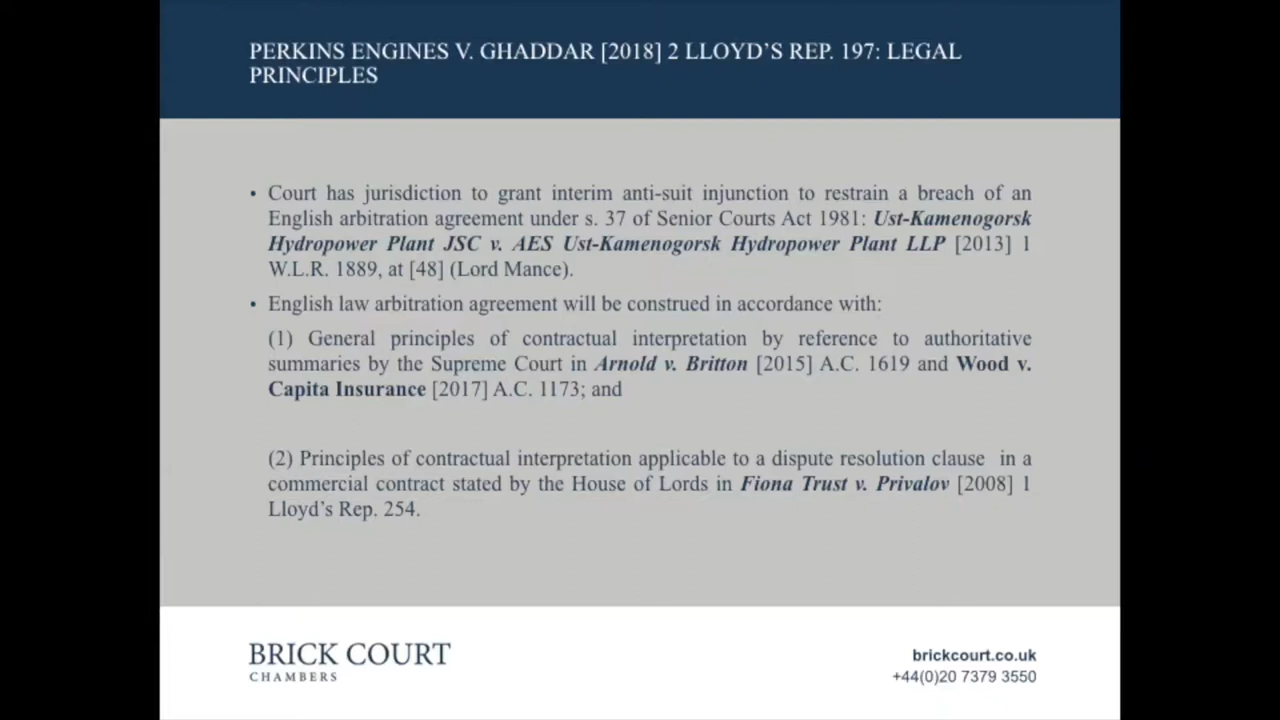 PERKINS ENGINES V. GHADDAR [2018] 2 LLOYD’S REP. 197: LEGAL
PRINCIPLES
• Court has jurisdiction to grant interim anti-suit injunction to restrain a breach of an
English arbitration agreement under s. 37 of Senior Courts Act 1981: Ust-Kamenogorsk
Hydropower Plant JSC v. AES Ust-Kamenogorsk Hydropower Plant LLP [2013] 1
W.L.R. 1889, at [48] (Lord Mance).
• English law arbitration agreement will be construed in accordance with:
(1) General principles of contractual interpretation by reference to authoritative
summaries by the Supreme Court in Arnold v. Britton [2015] A.C. 1619 and Wood v.
Capita Insurance [2017] A.C. 1173; and
(2) Principles of contractual interpretation applicable to a dispute resolution clause in a
commercial contract stated by the House of Lords in Fiona Trust v. Privalov [2008] 1
Lloyd’s Rep. 254.
BRICK COURT
CHAMBERS
brickcourt.co.uk
+44(0)20 7379 3550